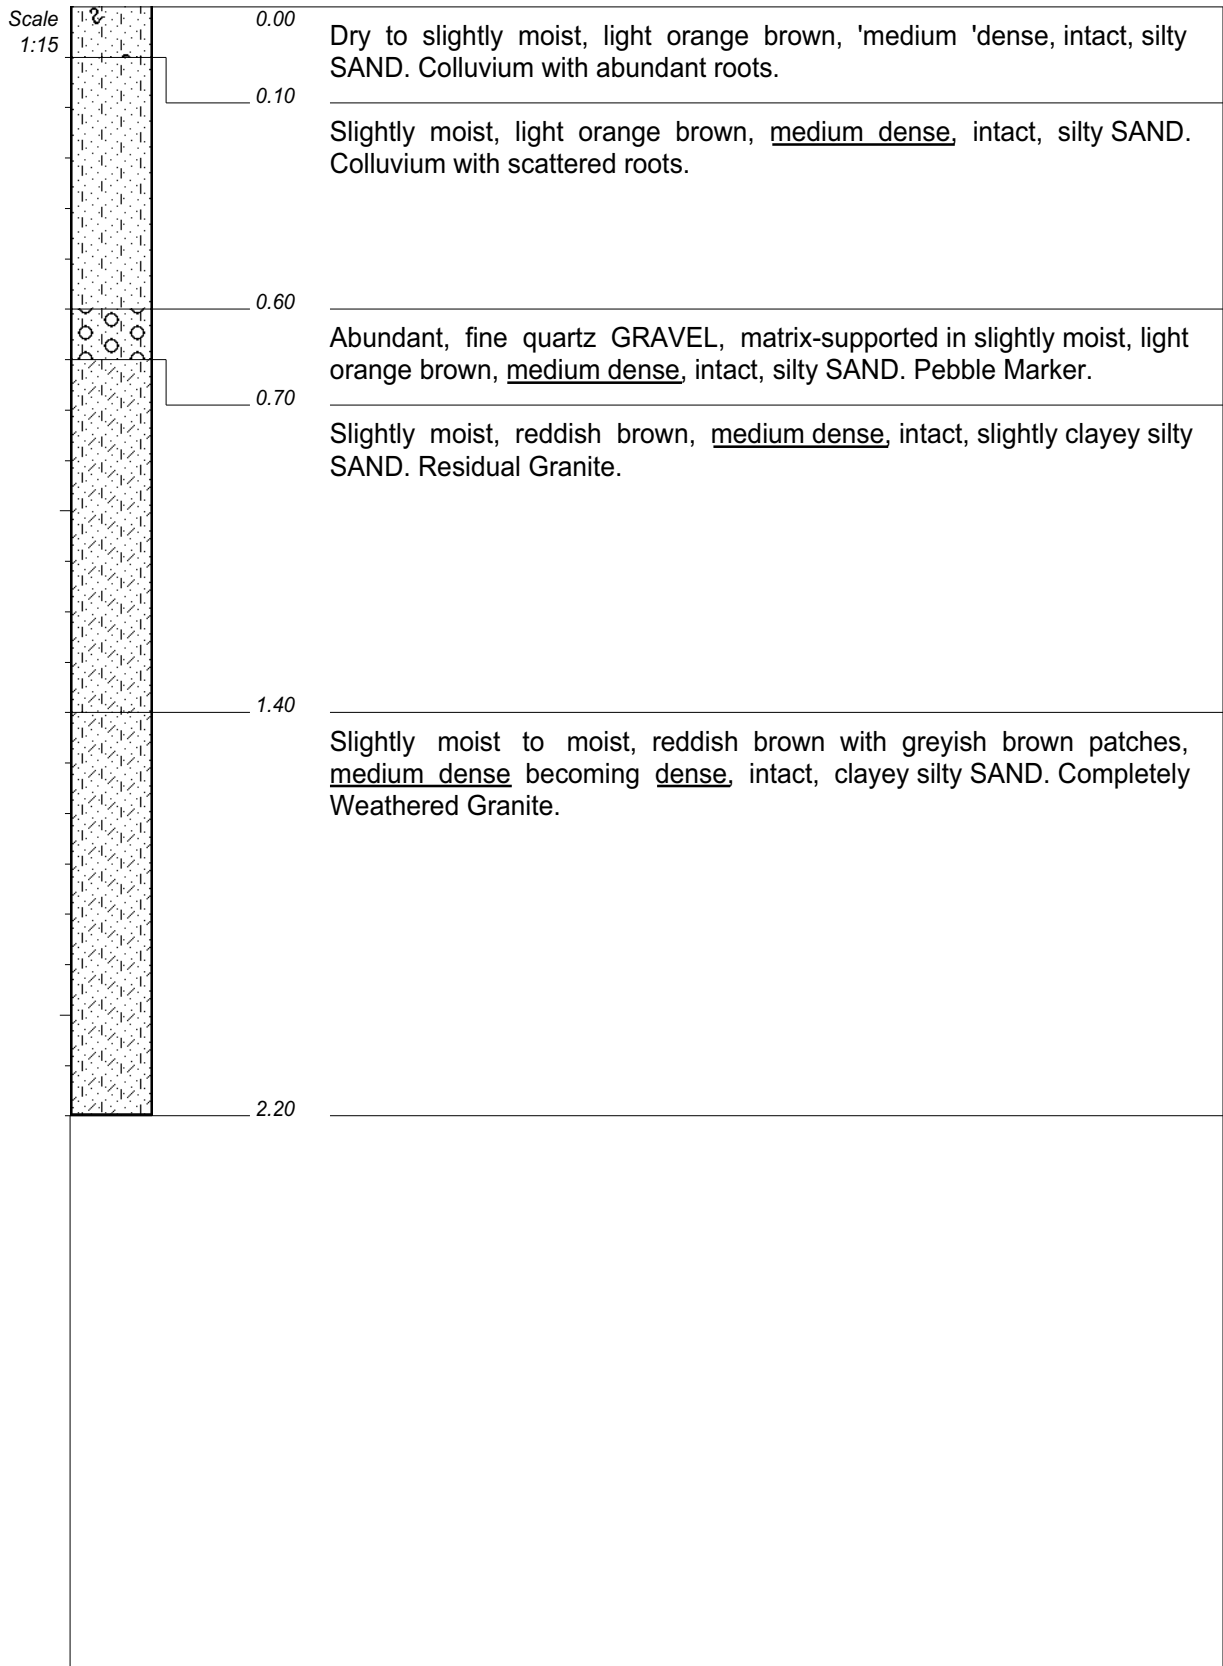 Scale
1:15
0.00
Dry to slightly moist, light orange brown, 'medium 'dense, intact, silty
SAND. Colluvium with abundant roots.
0.10
Slightly moist, light orange brown, medium dense, intact, silty SAND.
Colluvium with scattered roots.
0.60
Abundant, fine quartz GRAVEL, matrix-supported in slightly moist, light
orange brown, medium dense, intact, silty SAND. Pebble Marker.
0.70
Slightly moist, reddish brown, medium dense, intact, slightly clayey silty
SAND. Residual Granite.
1.40
Slightly moist to moist, reddish brown with greyish brown patches,
medium dense becoming dense, intact, clayey silty SAND. Completely
Weathered Granite.
2.20